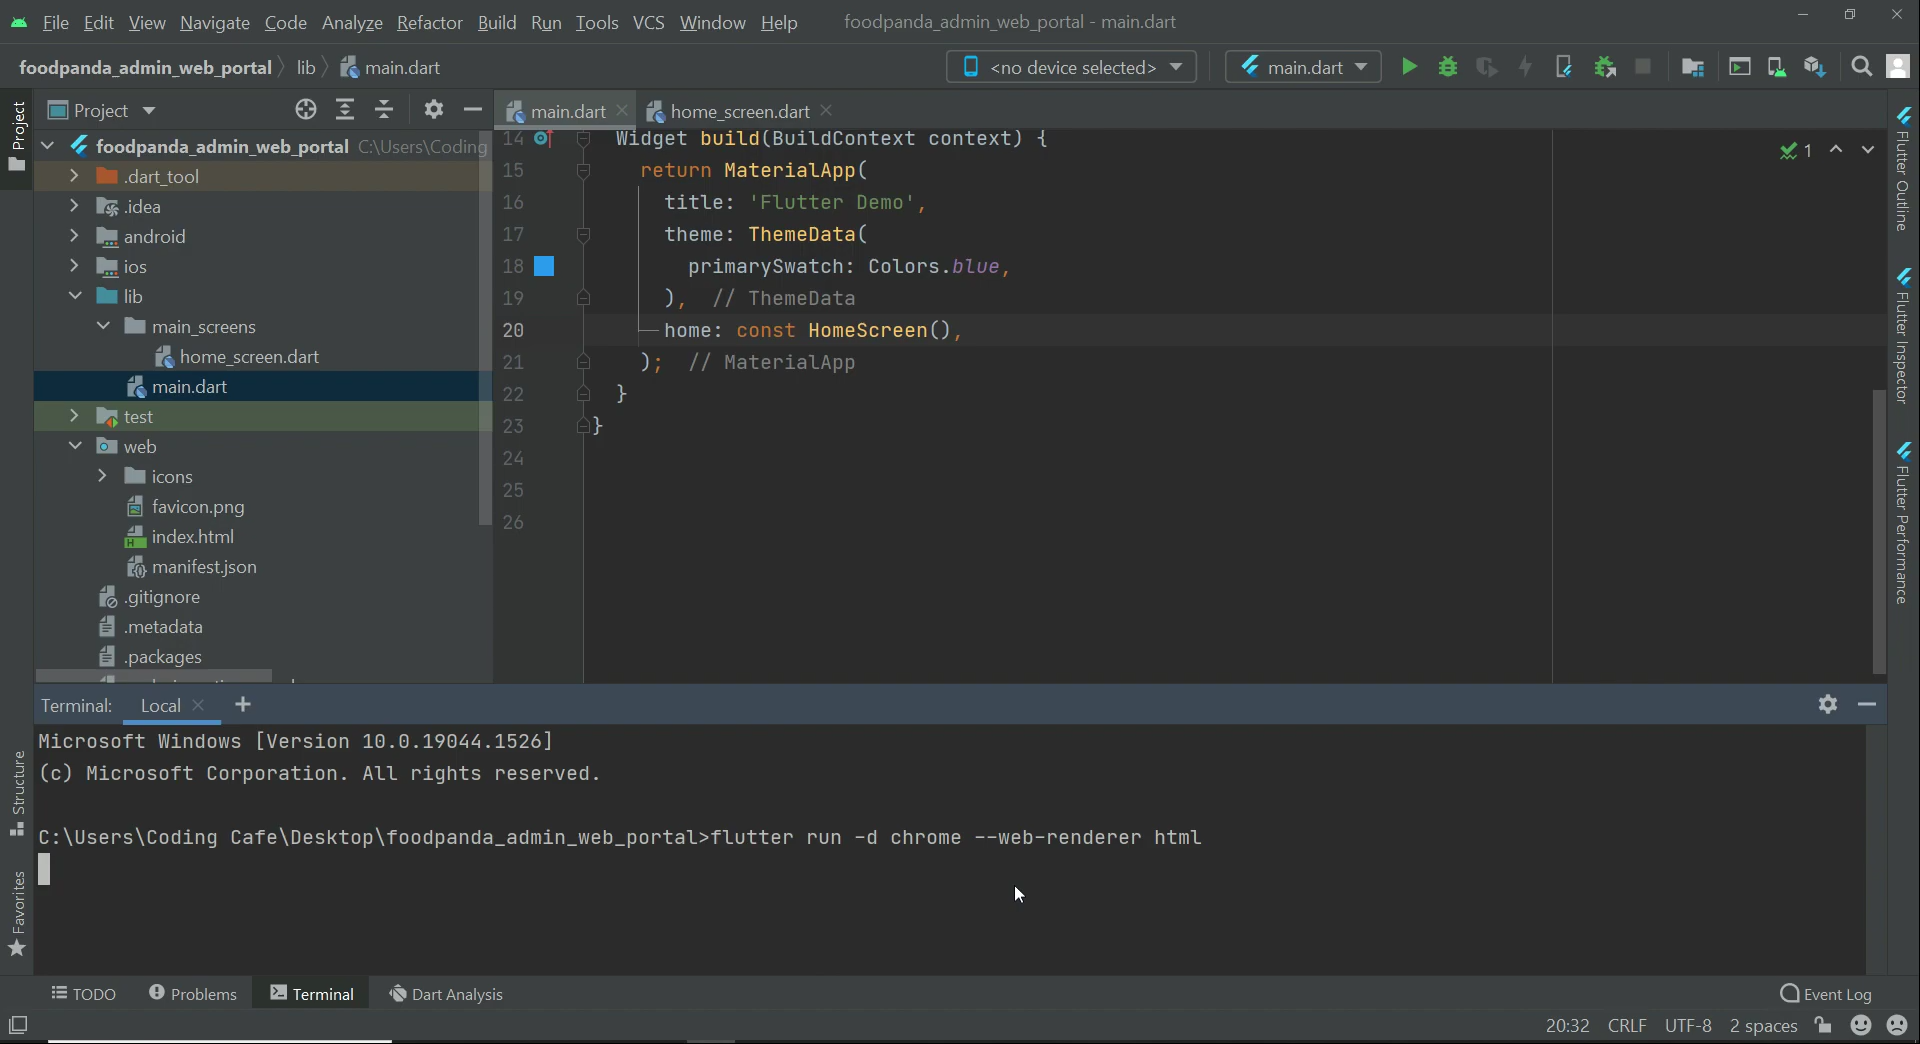 File Edit View Navigate Code Analyze Refactor Build Run Tools VCS Window Help foodpanda_admin_web_portal - main.dart
foodpanda_admin_web_portal lib main.dart
<no device selected> main.dart
Project
main.dart home_screen.dart
foodpanda_admin_web_portal C:\Users\Coding
.dart_tool
.idea
android
ios
lib
main_screens
home_screen.dart
main.dart
test
web
icons
favicon.png
index.html
manifest.json
.gitignore
.metadata
.packages
14 Widget build(BuildContext context) {
15 return MaterialApp(
16 title: 'Flutter Demo',
17 theme: ThemeData(
18 primarySwatch: Colors.blue,
19 ), // ThemeData
20 home: const HomeScreen(),
21 ); // MaterialApp
22 }
23 }
24
25
26
1
Project
Structure
Favorites
Flutter Outline
Flutter Inspector
Flutter Performance
Terminal: Local
Microsoft Windows [Version 10.0.19044.1526]
(c) Microsoft Corporation. All rights reserved.
C:\Users\Coding Cafe\Desktop\foodpanda_admin_web_portal>flutter run -d chrome --web-renderer html
TODO Problems Terminal Dart Analysis Event Log
20:32 CRLF UTF-8 2 spaces